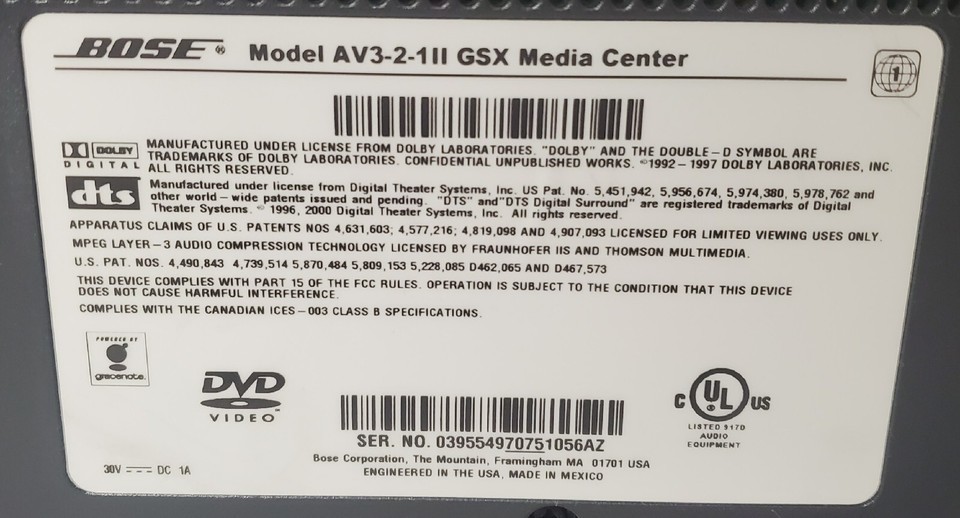 BOSE ® Model AV3-2-1II GSX Media Center
1
DOLBY
DIGITAL
MANUFACTURED UNDER LICENSE FROM DOLBY LABORATORIES. "DOLBY" AND THE DOUBLE-D SYMBOL ARE
TRADEMARKS OF DOLBY LABORATORIES. CONFIDENTIAL UNPUBLISHED WORKS. ©1992-1997 DOLBY LABORATORIES, INC.
ALL RIGHTS RESERVED.
dts
Manufactured under license from Digital Theater Systems, Inc. US Pat. No. 5,451,942, 5,956,674, 5,974,380, 5,978,762 and
other world-wide patents issued and pending. "DTS" and "DTS Digital Surround" are registered trademarks of Digital
Theater Systems. © 1996, 2000 Digital Theater Systems, Inc. All rights reserved.
APPARATUS CLAIMS OF U.S. PATENTS NOS 4,631,603; 4,577,216; 4,819,098 AND 4,907,093 LICENSED FOR LIMITED VIEWING USES ONLY.
MPEG LAYER-3 AUDIO COMPRESSION TECHNOLOGY LICENSED BY FRAUNHOFER IIS AND THOMSON MULTIMEDIA.
U.S. PAT. NOS. 4,490,843 4,739,514 5,870,484 5,809,153 5,228,085 D462,065 AND D467,573
THIS DEVICE COMPLIES WITH PART 15 OF THE FCC RULES. OPERATION IS SUBJECT TO THE CONDITION THAT THIS DEVICE
DOES NOT CAUSE HARMFUL INTERFERENCE.
COMPLIES WITH THE CANADIAN ICES-003 CLASS B SPECIFICATIONS.
POWERED BY
gracenote.
DVD
VIDEO™
SER. NO. 039554970751056AZ
Bose Corporation, The Mountain, Framingham MA 01701 USA
ENGINEERED IN THE USA, MADE IN MEXICO
C UL ® US
LISTED 917D
AUDIO
EQUIPMENT
30V DC 1A